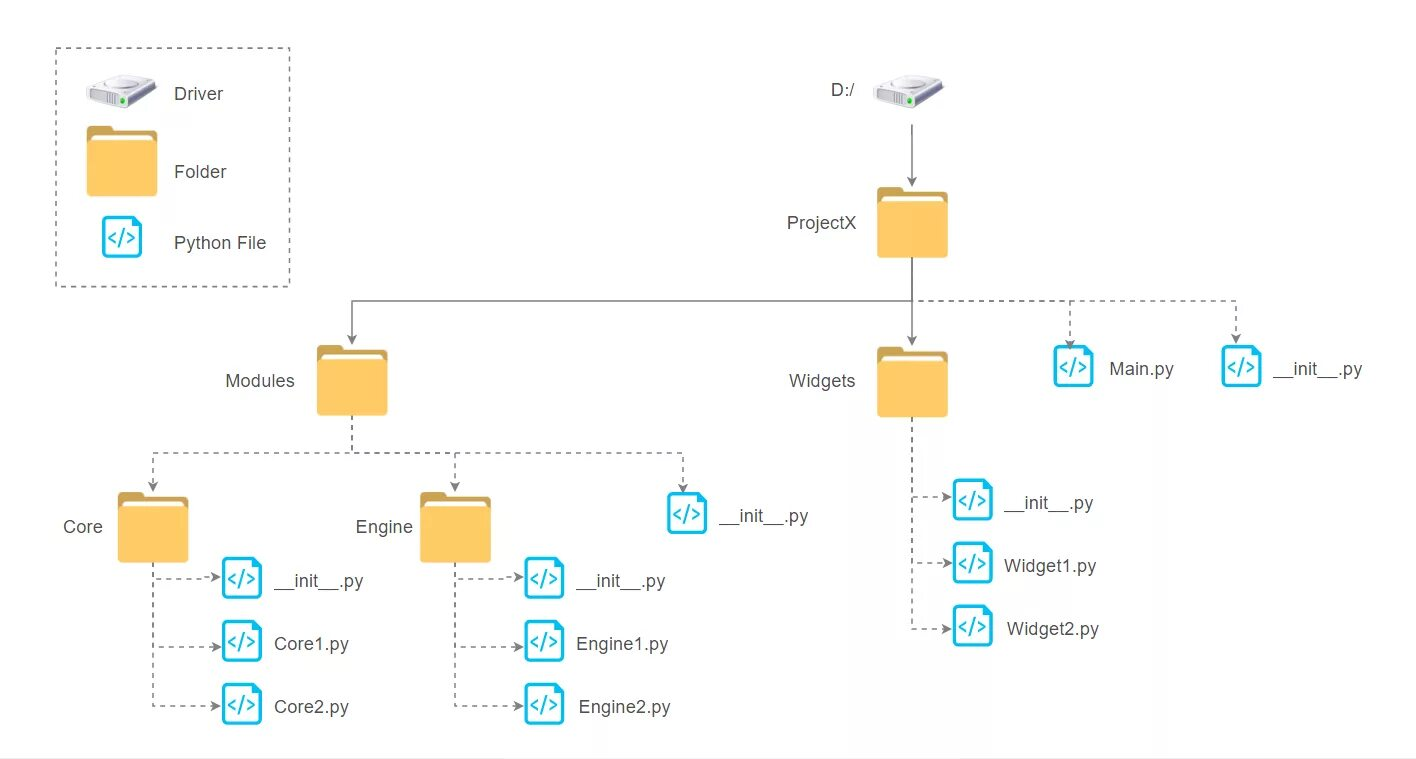 Driver
Folder
Python File
D:/
ProjectX
Modules
Widgets
Main.py
__init__.py
Core
Engine
__init__.py
__init__.py
Core1.py
Core2.py
__init__.py
Engine1.py
Engine2.py
__init__.py
Widget1.py
Widget2.py